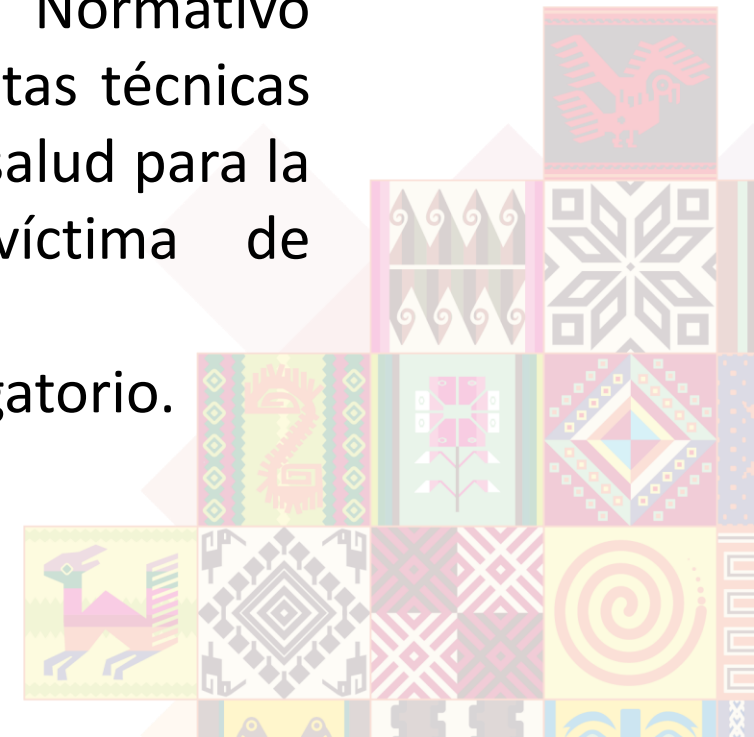 Normativo
tas técnicas
salud para la
víctima de
gatorio.